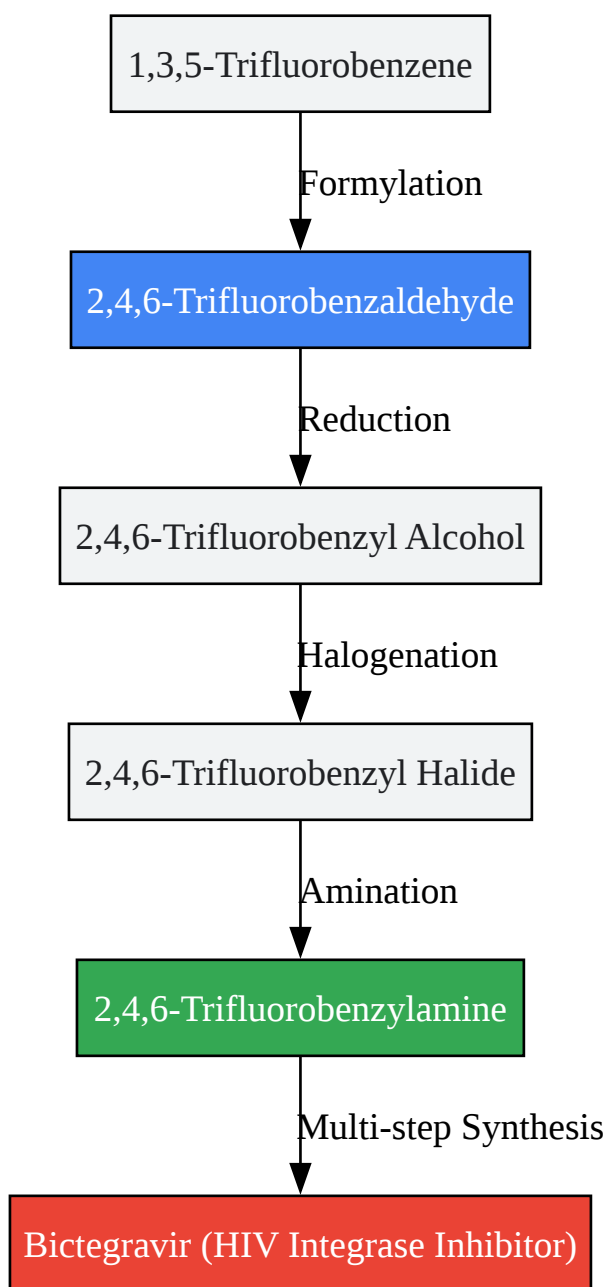 1,3,5-Trifluorobenzene
Formylation
2,4,6-Trifluorobenzaldehyde
Reduction
2,4,6-Trifluorobenzyl Alcohol
Halogenation
2,4,6-Trifluorobenzyl Halide
Amination
2,4,6-Trifluorobenzylamine
Multi-step Synthesis
Bictegravir (HIV Integrase Inhibitor)